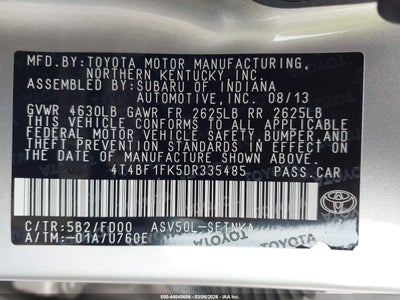 MFD.BY:TOYOTA MOTOR MANUFACTURING,
NORTHERN KENTUCKY,INC.
ASSEMBLED BY:SUBARU OF INDIANA
AUTOMOTIVE,INC. 08/13
GVWR 4630LB GAWR FR 2625LB RR 2625LB
THIS VEHICLE CONFORMS TO ALL APPLICABLE
FEDERAL MOTOR VEHICLE SAFETY,BUMPER,AND
THEFT PREVENTION STANDARDS IN EFFECT ON
THE DATE OF MANUFACTURE SHOWN ABOVE.
4T4BF1FK5DR335485 PASS.CAR
C/TR:5B2/FD00 ASV50L-SETNKA
A/TM:-01A/U760E
TOYOTA